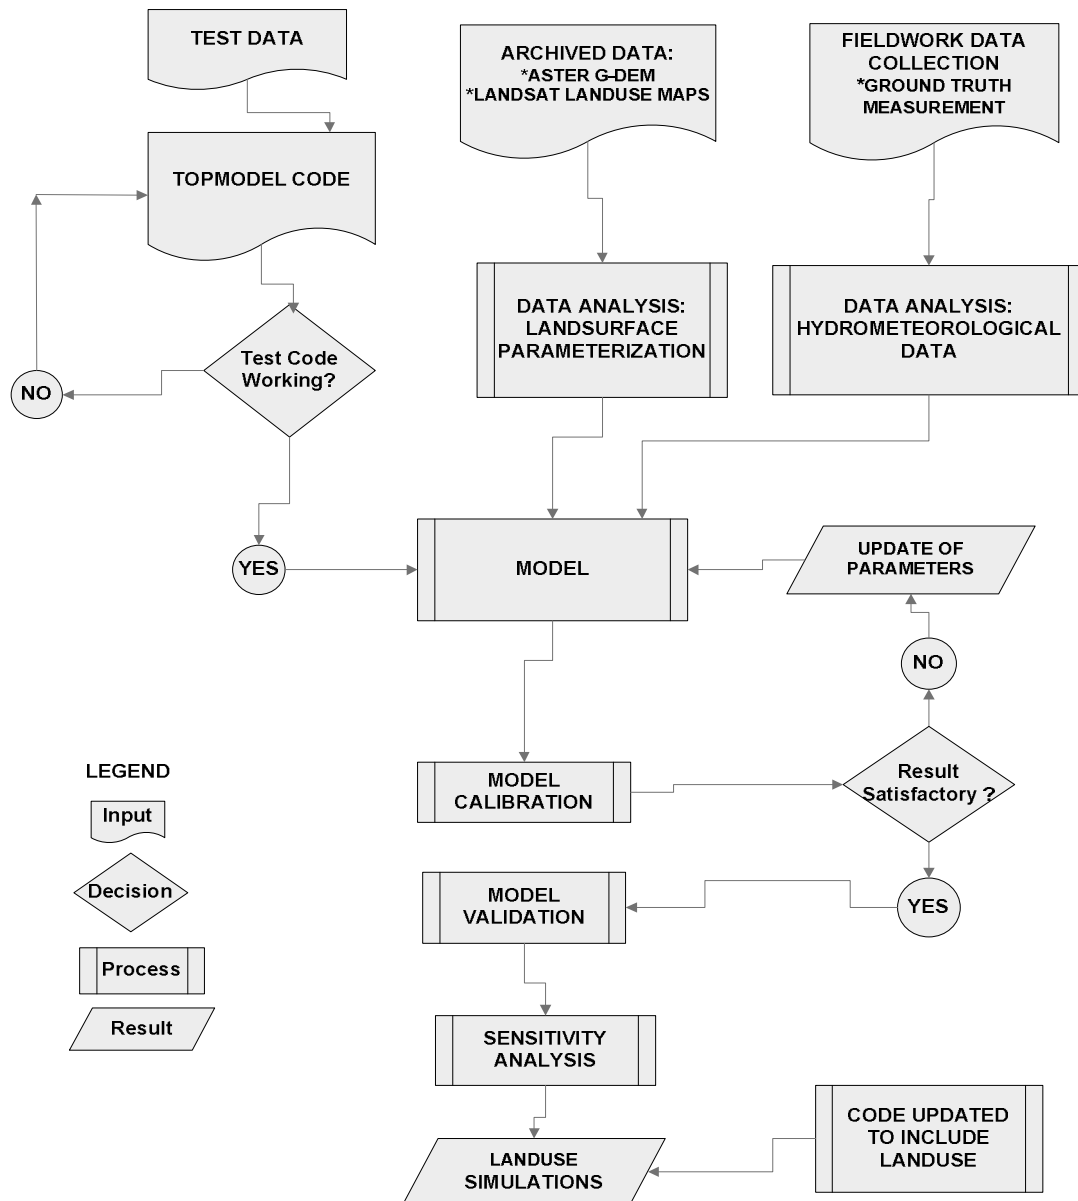 TEST DATA
ARCHIVED DATA:
*ASTER G-DEM
*LANDSAT LANDUSE MAPS
FIELDWORK DATA
COLLECTION
*GROUND TRUTH
MEASUREMENT
TOPMODEL CODE
DATA ANALYSIS:
LANDSURFACE
PARAMETERIZATION
DATA ANALYSIS:
HYDROMETEOROLOGICAL
DATA
Test Code
Working?
NO
YES
MODEL
UPDATE OF
PARAMETERS
NO
MODEL
CALIBRATION
Result
Satisfactory ?
YES
MODEL
VALIDATION
SENSITIVITY
ANALYSIS
LANDUSE
SIMULATIONS
CODE UPDATED
TO INCLUDE
LANDUSE
LEGEND
Input
Decision
Process
Result